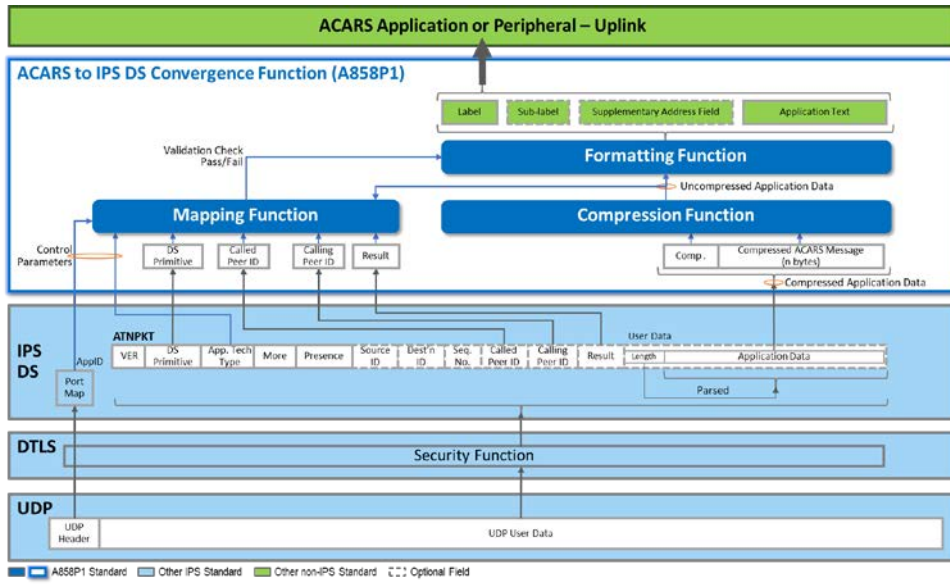 ACARS Application or Peripheral – Uplink
ACARS to IPS DS Convergence Function (A858P1)
Label
Sub-label
Supplementary Address Field
Application Text
Validation Check
Pass/Fail
Formatting Function
Uncompressed Application Data
Mapping Function
Compression Function
Control
Parameters
DS
Primitive
Called
Peer ID
Calling
Peer ID
Result
Comp.
Compressed ACARS Message
(n bytes)
Compressed Application Data
IPS
DS
ATNPKT
User Data
AppID
VER
DS
Primitive
App. Tech
Type
More
Presence
Source
ID
Dest'n
ID
Seq.
No.
Called
Peer ID
Calling
Peer ID
Result
Length
Application Data
Port
Map
Parsed
DTLS
Security Function
UDP
UDP
Header
UDP User Data
A858P1 Standard
Other IPS Standard
Other non-IPS Standard
Optional Field